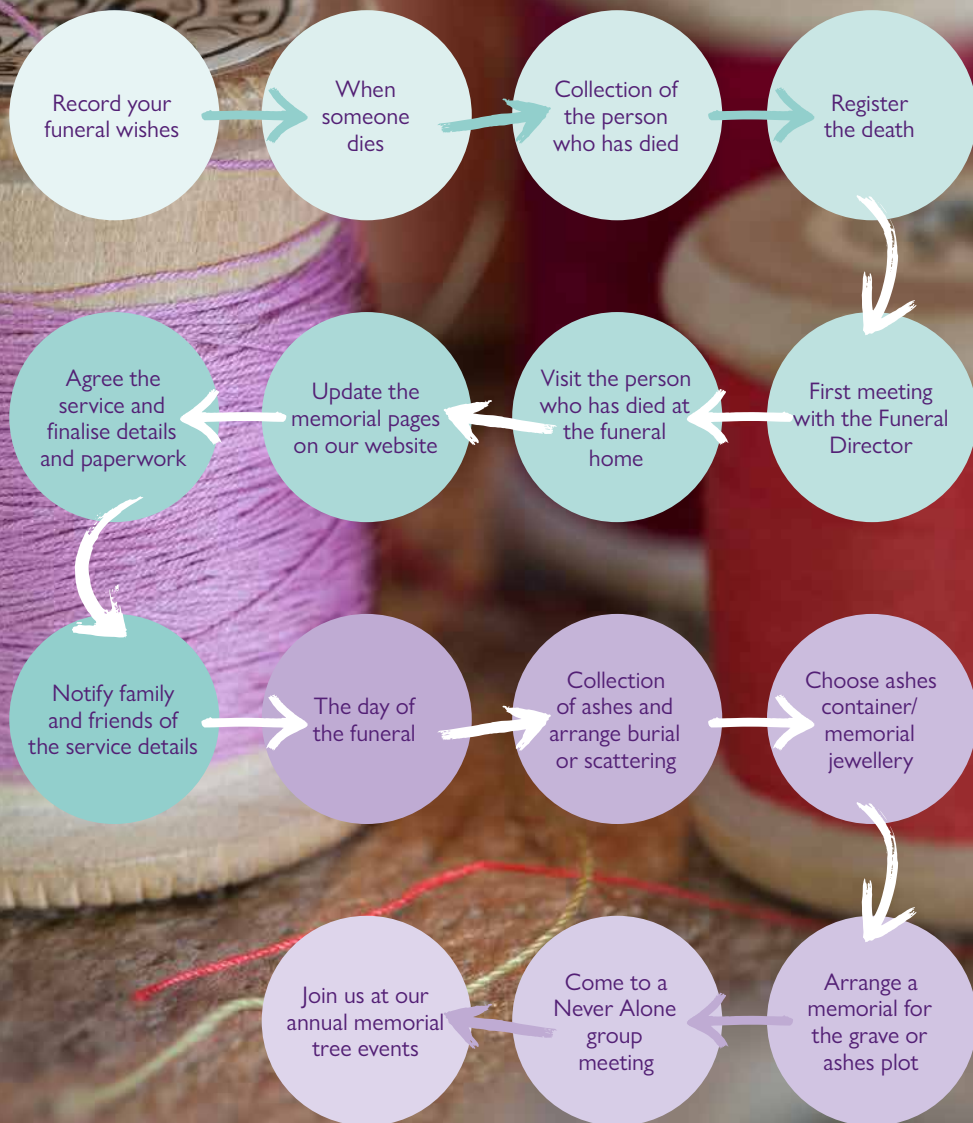 Record your
funeral wishes
When
someone
dies
Collection of
the person
who has died
Register
the death
First meeting
with the Funeral
Director
Visit the person
who has died at
the funeral
home
Update the
memorial pages
on our website
Agree the
service and
finalise details
and paperwork
Notify family
and friends of
the service details
The day of
the funeral
Collection
of ashes and
arrange burial
or scattering
Choose ashes
container/
memorial
jewellery
Arrange a
memorial for
the grave or
ashes plot
Come to a
Never Alone
group
meeting
Join us at our
annual memorial
tree events